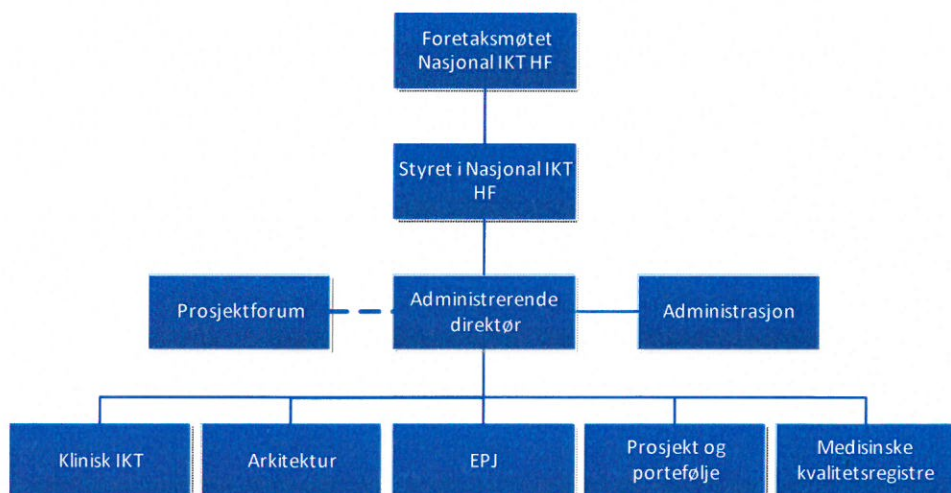 Foretaksmøtet
Nasjonal IKT HF
Styret i Nasjonal IKT
HF
Prosjektforum
Administrerende
direktør
Administrasjon
Klinisk IKT
Arkitektur
EPJ
Prosjekt og
portefølje
Medisinske
kvalitetsregistre